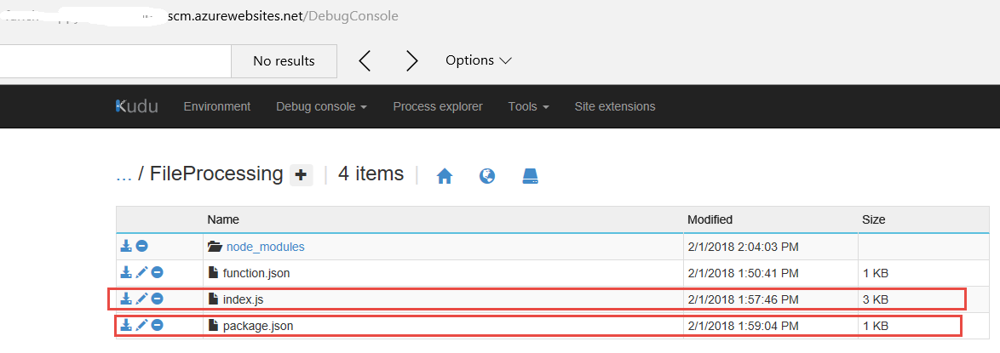 scm.azurewebsites.net/DebugConsole
No results Options
Kudu Environment Debug console Process explorer Tools Site extensions
... / FileProcessing 4 items
Name Modified Size
node_modules 2/1/2018 2:04:03 PM
function.json 2/1/2018 1:50:41 PM 1 KB
index.js 2/1/2018 1:57:46 PM 3 KB
package.json 2/1/2018 1:59:04 PM 1 KB